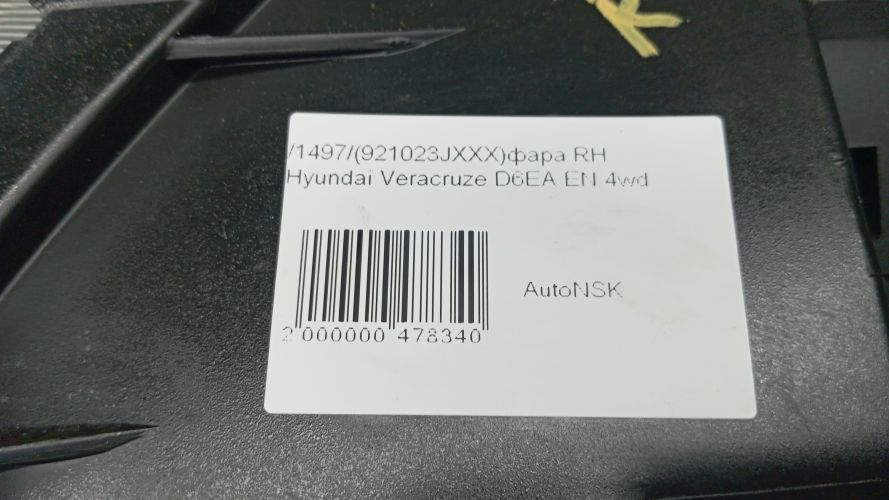 /1497/(921023JXXX)фара RH
Hyundai Veracruze D6EA EN 4wd
AutoNSK
2 000000 478340